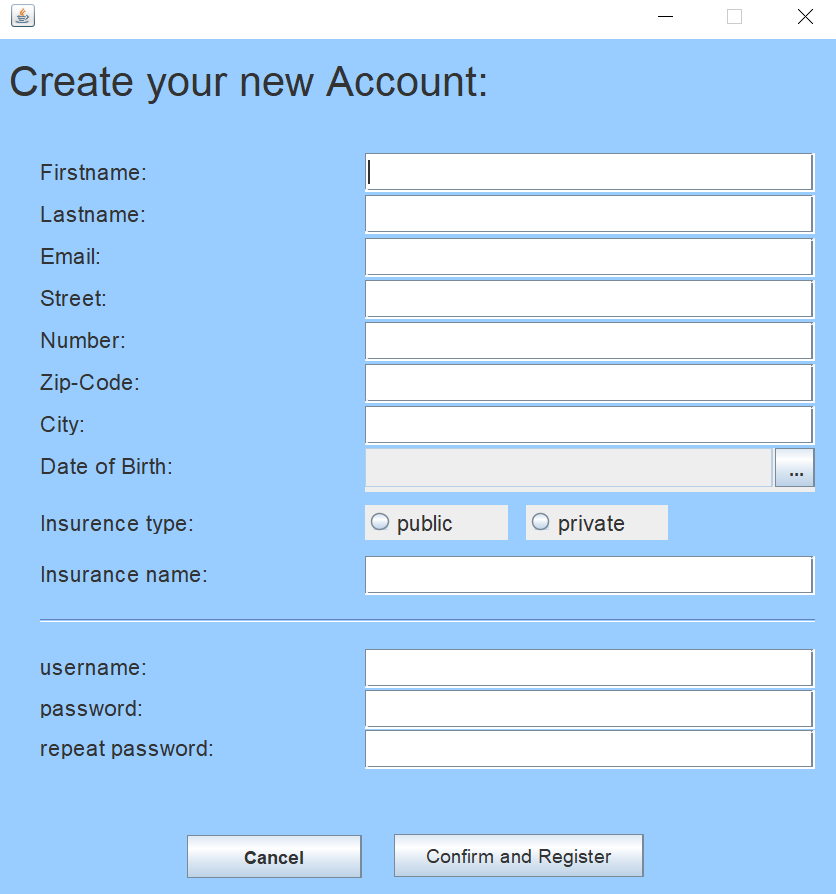 Create your new Account:
Firstname:
Lastname:
Email:
Street:
Number:
Zip-Code:
City:
Date of Birth: ...
Insurence type: public private
Insurance name:
username:
password:
repeat password:
Cancel Confirm and Register